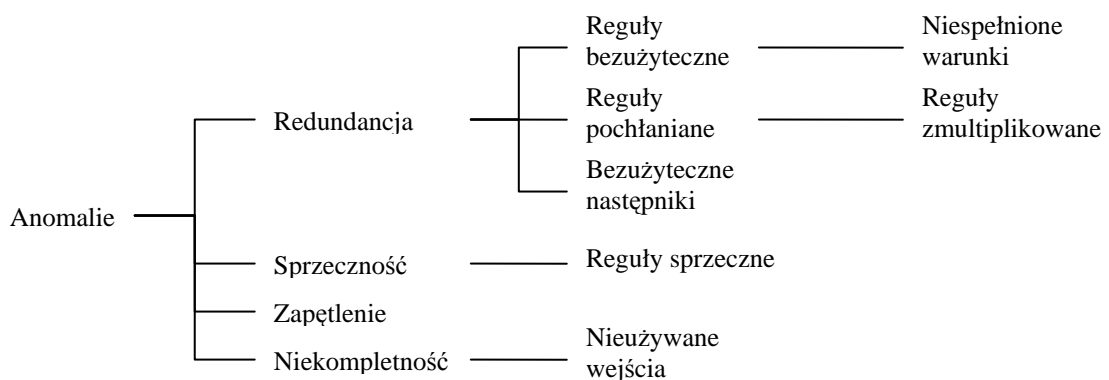 Reguły
bezużyteczne
Niespełnione
warunki
Redundancja
Reguły
pochłaniane
Reguły
zmultiplikowane
Bezużyteczne
następniki
Anomalie
Sprzeczność
Reguły sprzeczne
Zapętlenie
Niekompletność
Nieużywane
wejścia